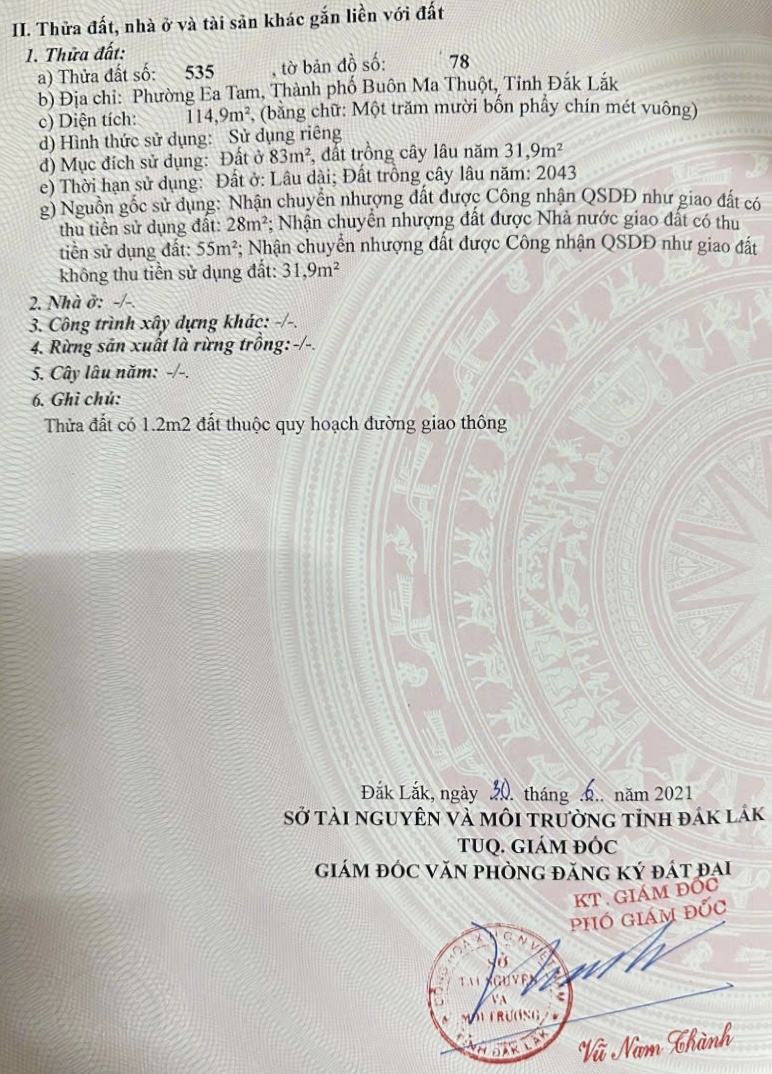 II. Thửa đất, nhà ở và tài sản khác gắn liền với đất
1. Thửa đất:
a) Thửa đất số: 535 , tờ bản đồ số: 78
b) Địa chỉ: Phường Ea Tam, Thành phố Buôn Ma Thuột, Tỉnh Đắk Lắk
c) Diện tích: 114,9m², (bằng chữ: Một trăm mười bốn phẩy chín mét vuông)
d) Hình thức sử dụng: Sử dụng riêng
đ) Mục đích sử dụng: Đất ở 83m², đất trồng cây lâu năm 31,9m²
e) Thời hạn sử dụng: Đất ở: Lâu dài; Đất trồng cây lâu năm: 2043
g) Nguồn gốc sử dụng: Nhận chuyển nhượng đất được Công nhận QSDĐ như giao đất có
thu tiền sử dụng đất: 28m²; Nhận chuyển nhượng đất được Nhà nước giao đất có thu
tiền sử dụng đất: 55m²; Nhận chuyển nhượng đất được Công nhận QSDĐ như giao đất
không thu tiền sử dụng đất: 31,9m²
2. Nhà ở: -/-.
3. Công trình xây dựng khác: -/-.
4. Rừng sản xuất là rừng trồng: -/-.
5. Cây lâu năm: -/-.
6. Ghi chú:
Thửa đất có 1.2m2 đất thuộc quy hoạch đường giao thông
Đắk Lắk, ngày 30 tháng 6 năm 2021
SỞ TÀI NGUYÊN VÀ MÔI TRƯỜNG TỈNH ĐẮK LẮK
TUQ. GIÁM ĐỐC
GIÁM ĐỐC VĂN PHÒNG ĐĂNG KÝ ĐẤT ĐAI
KT. GIÁM ĐỐC
PHÓ GIÁM ĐỐC
SỞ
TÀI NGUYÊN
VÀ
MÔI TRƯỜNG
TỈNH ĐẮK LẮK
Vũ Nam Thành